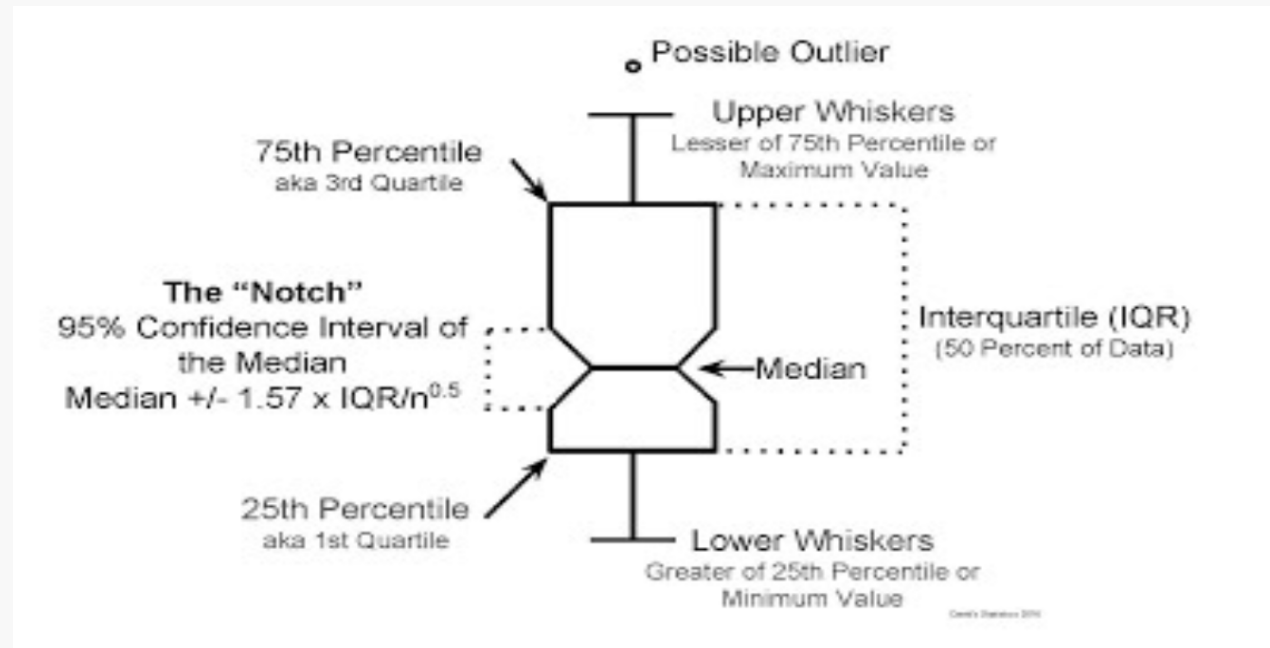 Possible Outlier
Upper Whiskers
Lesser of 75th Percentile or
Maximum Value
75th Percentile
aka 3rd Quartile
The “Notch”
95% Confidence Interval of
the Median
Median +/- 1.57 x IQR/n^0.5
Interquartile (IQR)
(50 Percent of Data)
Median
25th Percentile
aka 1st Quartile
Lower Whiskers
Greater of 25th Percentile or
Minimum Value